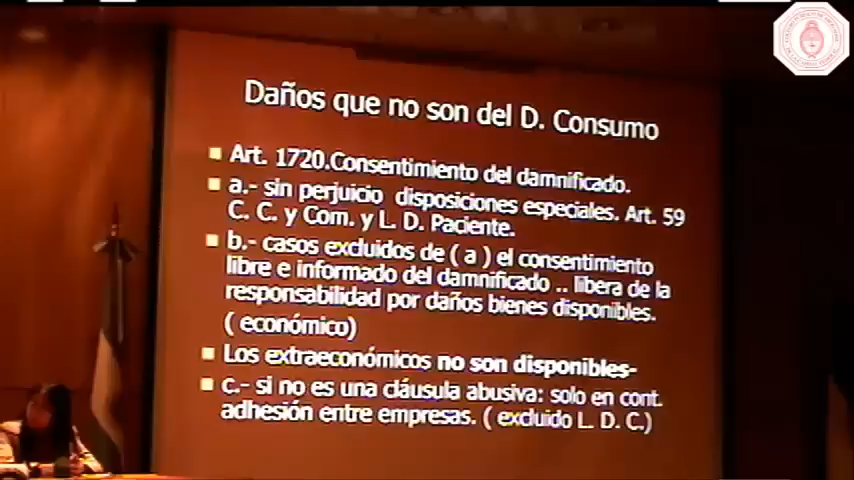 Daños que no son del D. Consumo
Art. 1720.Consentimiento del damnificado.
a.- sin perjuicio disposiciones especiales. Art. 59
C. C. y Com. y L. D. Paciente.
b.- casos excluidos de ( a ) el consentimiento
libre e informado del damnificado .. libera de la
responsabilidad por daños bienes disponibles.
( económico)
Los extraeconómicos no son disponibles-
c.- si no es una cláusula abusiva: solo en cont.
adhesión entre empresas. ( excluido L. D. C.)